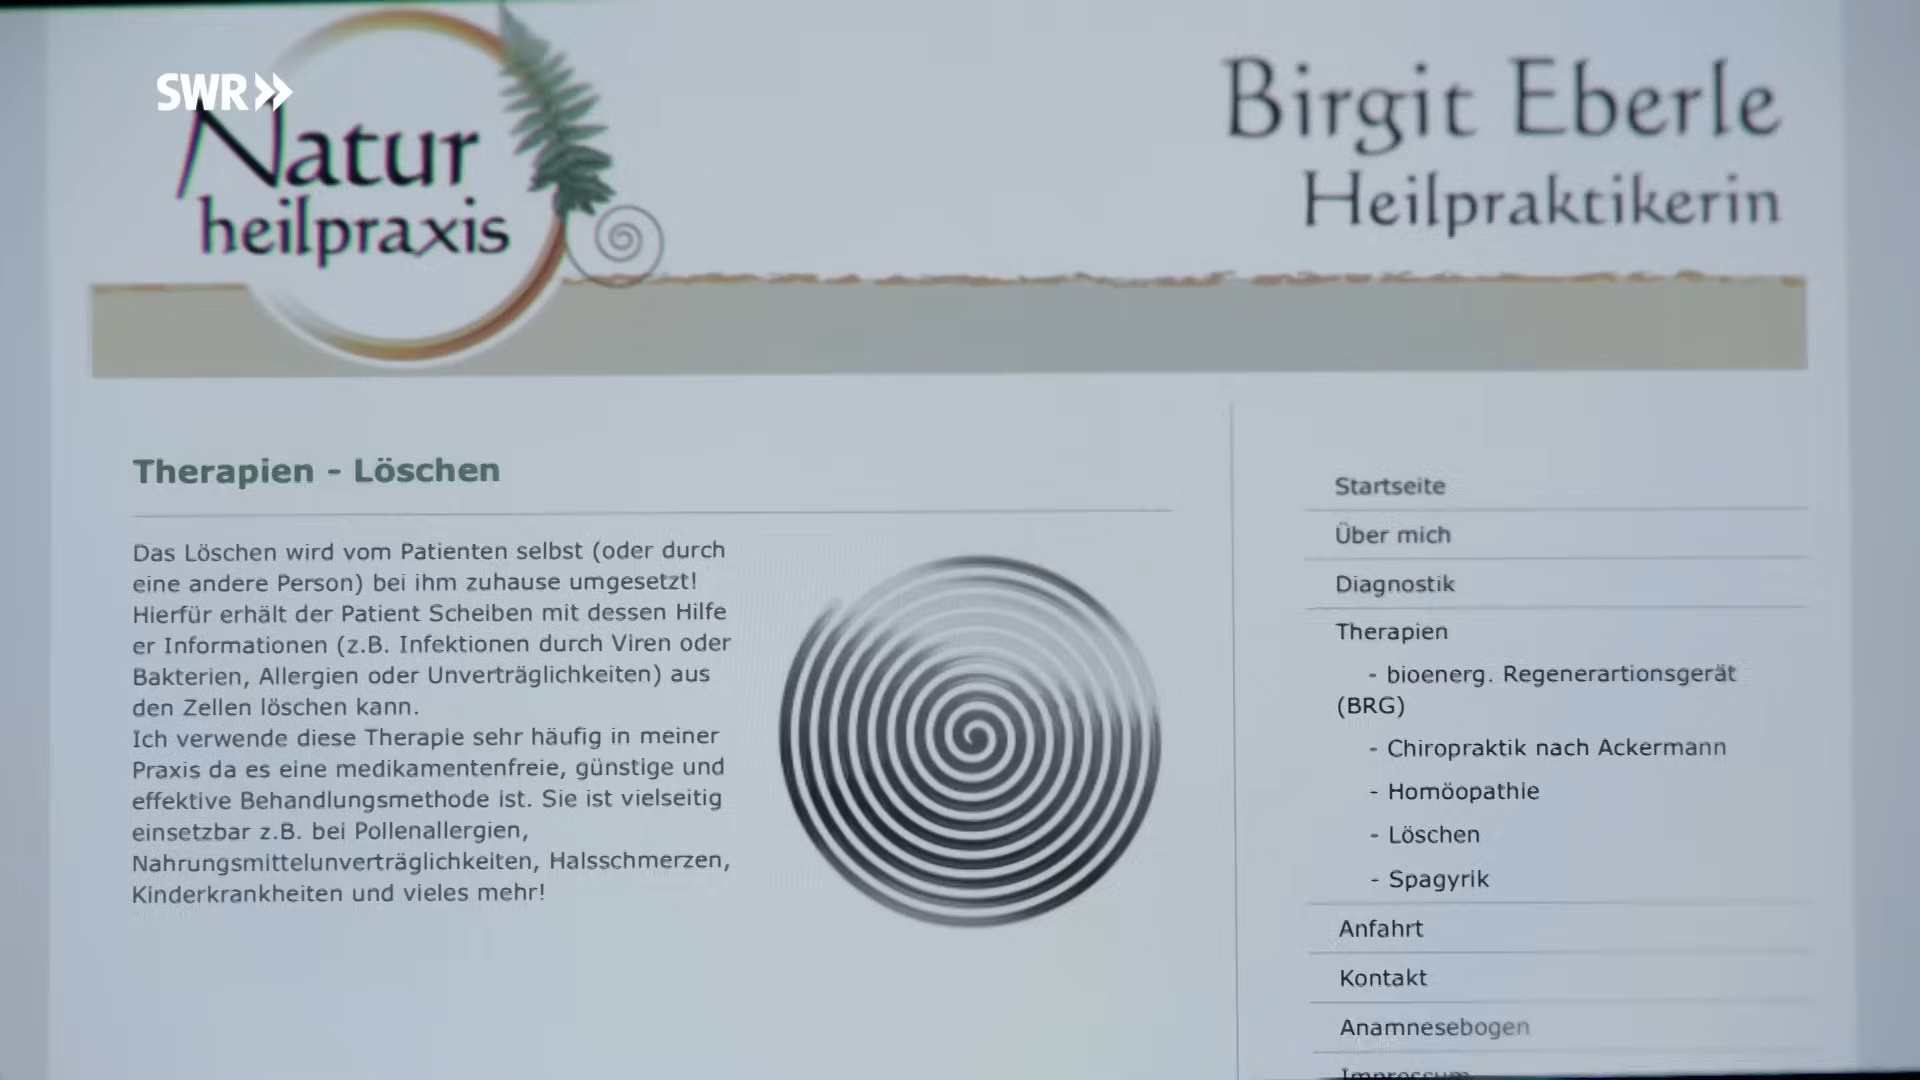 SWR
Natur
heilpraxis
Birgit Eberle
Heilpraktikerin
Therapien - Löschen
Das Löschen wird vom Patienten selbst (oder durch
eine andere Person) bei ihm zuhause umgesetzt!
Hierfür erhält der Patient Scheiben mit dessen Hilfe
er Informationen (z.B. Infektionen durch Viren oder
Bakterien, Allergien oder Unverträglichkeiten) aus
den Zellen löschen kann.
Ich verwende diese Therapie sehr häufig in meiner
Praxis da es eine medikamentenfreie, günstige und
effektive Behandlungsmethode ist. Sie ist vielseitig
einsetzbar z.B. bei Pollenallergien,
Nahrungsmittelunverträglichkeiten, Halsschmerzen,
Kinderkrankheiten und vieles mehr!
Startseite
Über mich
Diagnostik
Therapien
- bioenerg. Regenerartionsgerät
(BRG)
- Chiropraktik nach Ackermann
- Homöopathie
- Löschen
- Spagyrik
Anfahrt
Kontakt
Anamnesebogen
Impressum